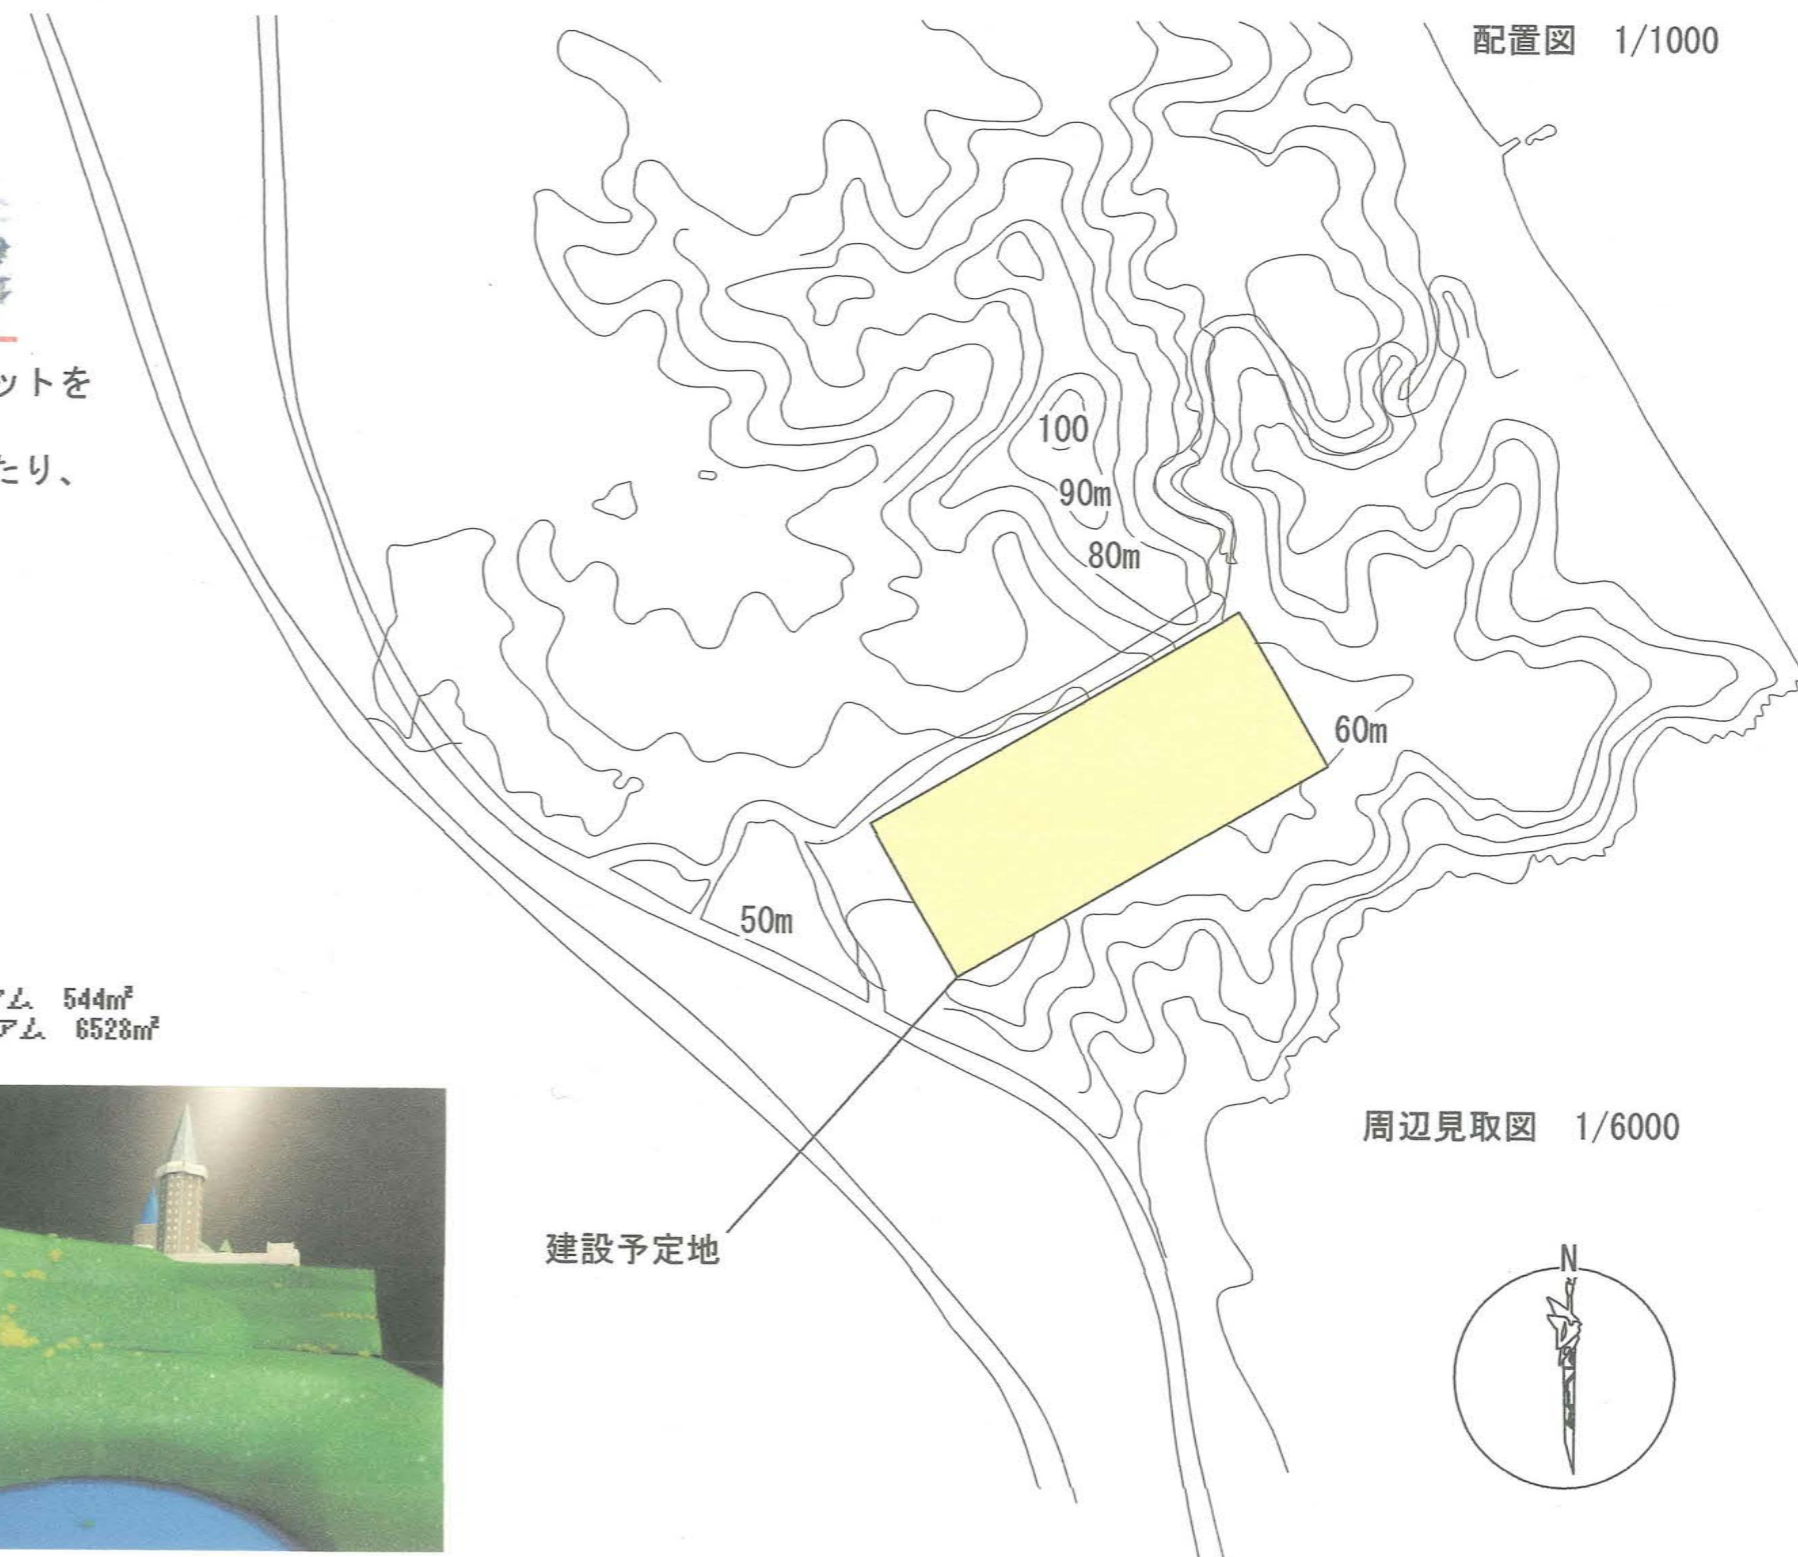 配置図 1/1000
ットを
たり、
100
90m
80m
60m
50m
アム 544㎡
アム 6528㎡
周辺見取図 1/6000
建設予定地
N